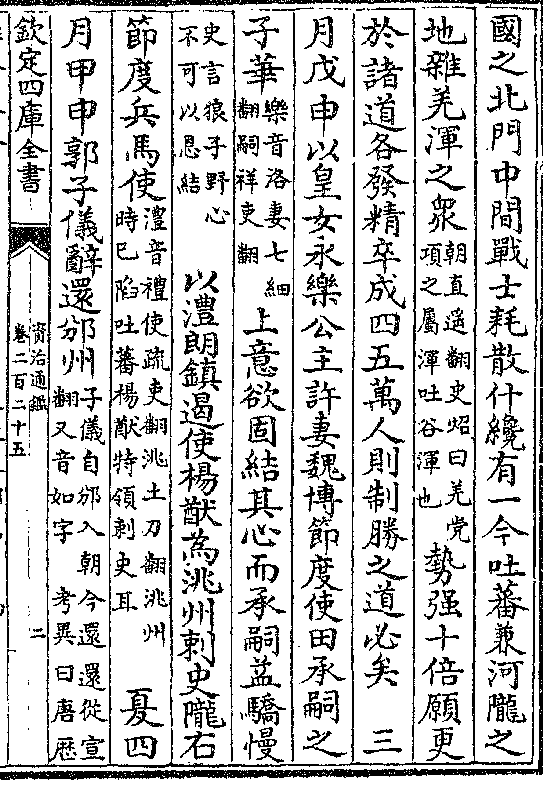 國之北門中間戰士耗散什纔有一今吐蕃兼河隴之
地雜羌渾之衆朝直遥翻史炤曰羌党
項之屬渾吐谷渾也勢强十倍願更
於諸道各發精卒成四五萬人則制勝之道必矣 三
月戊申以皇女永樂公主許妻魏博節度使田承嗣之
子華樂音洛妻七細
翻嗣祥吏翻上意欲固結其心而承嗣益驕慢
史言狼子野心
不可以恩結以澧朗鎮遏使楊猷為洮州刺史隴右
節度兵馬使澧音禮使疏吏翻洮土刀翻洮州
時巳陷吐蕃楊猷特領刺史耳 夏四
月甲申郭子儀辭還邠州子儀自邠入朝今還還從宣
翻又音如字 考異曰唐歴
欽定四庫全書
資治通鑑
卷二百二十五
二